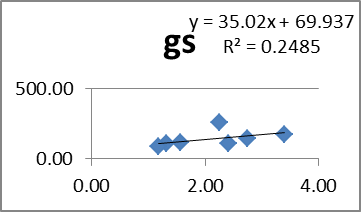 y = 35.02x + 69.937
gs
R² = 0.2485
500.00
0.00
0.00 2.00 4.00